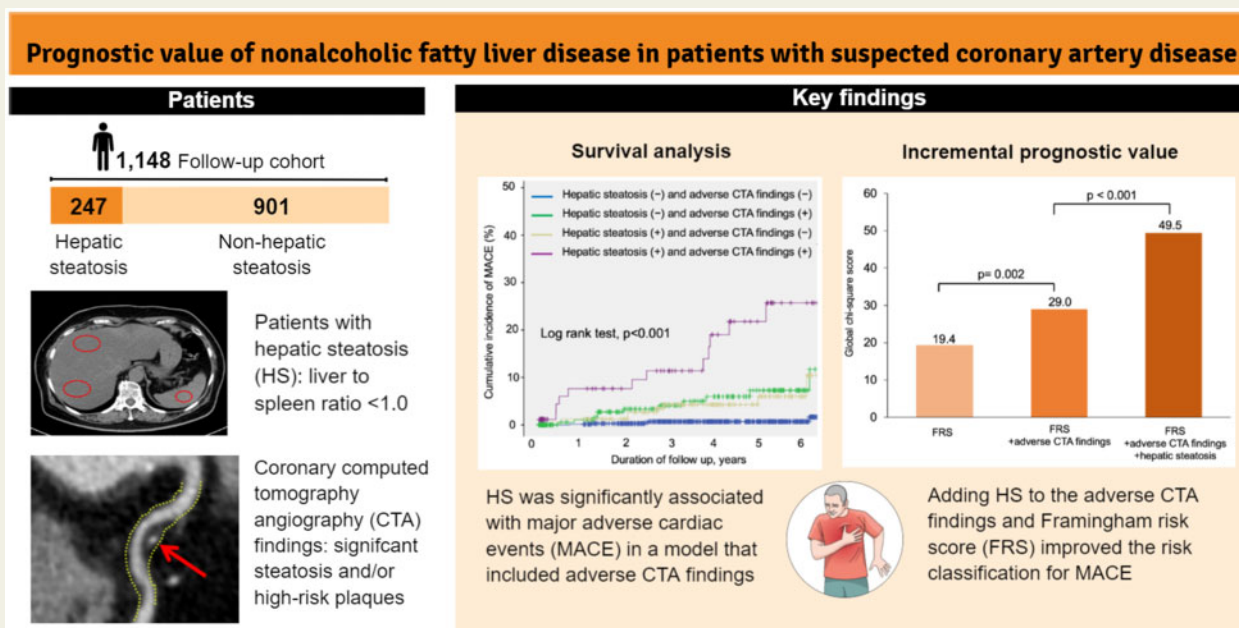 Prognostic value of nonalcoholic fatty liver disease in patients with suspected coronary artery disease
Patients
1,148 Follow-up cohort
247
901
Hepatic
steatosis
Non-hepatic
steatosis
Patients with
hepatic steatosis
(HS): liver to
spleen ratio <1.0
Coronary computed
tomography
angiography (CTA)
findings: signifcant
steatosis and/or
high-risk plaques
Key findings
Survival analysis
Cumulative incidence of MACE (%)
50
40
30
20
10
0
Hepatic steatosis (−) and adverse CTA findings (−)
Hepatic steatosis (−) and adverse CTA findings (+)
Hepatic steatosis (+) and adverse CTA findings (−)
Hepatic steatosis (+) and adverse CTA findings (+)
Log rank test, p<0.001
0 1 2 3 4 5 6
Duration of follow up, years
HS was significantly associated
with major adverse cardiac
events (MACE) in a model that
included adverse CTA findings
Incremental prognostic value
Global chi-square score
60
50
40
30
20
10
0
p < 0.001
49.5
p= 0.002
29.0
19.4
FRS
FRS
+adverse CTA findings
FRS
+adverse CTA findings
+hepatic steatosis
Adding HS to the adverse CTA
findings and Framingham risk
score (FRS) improved the risk
classification for MACE